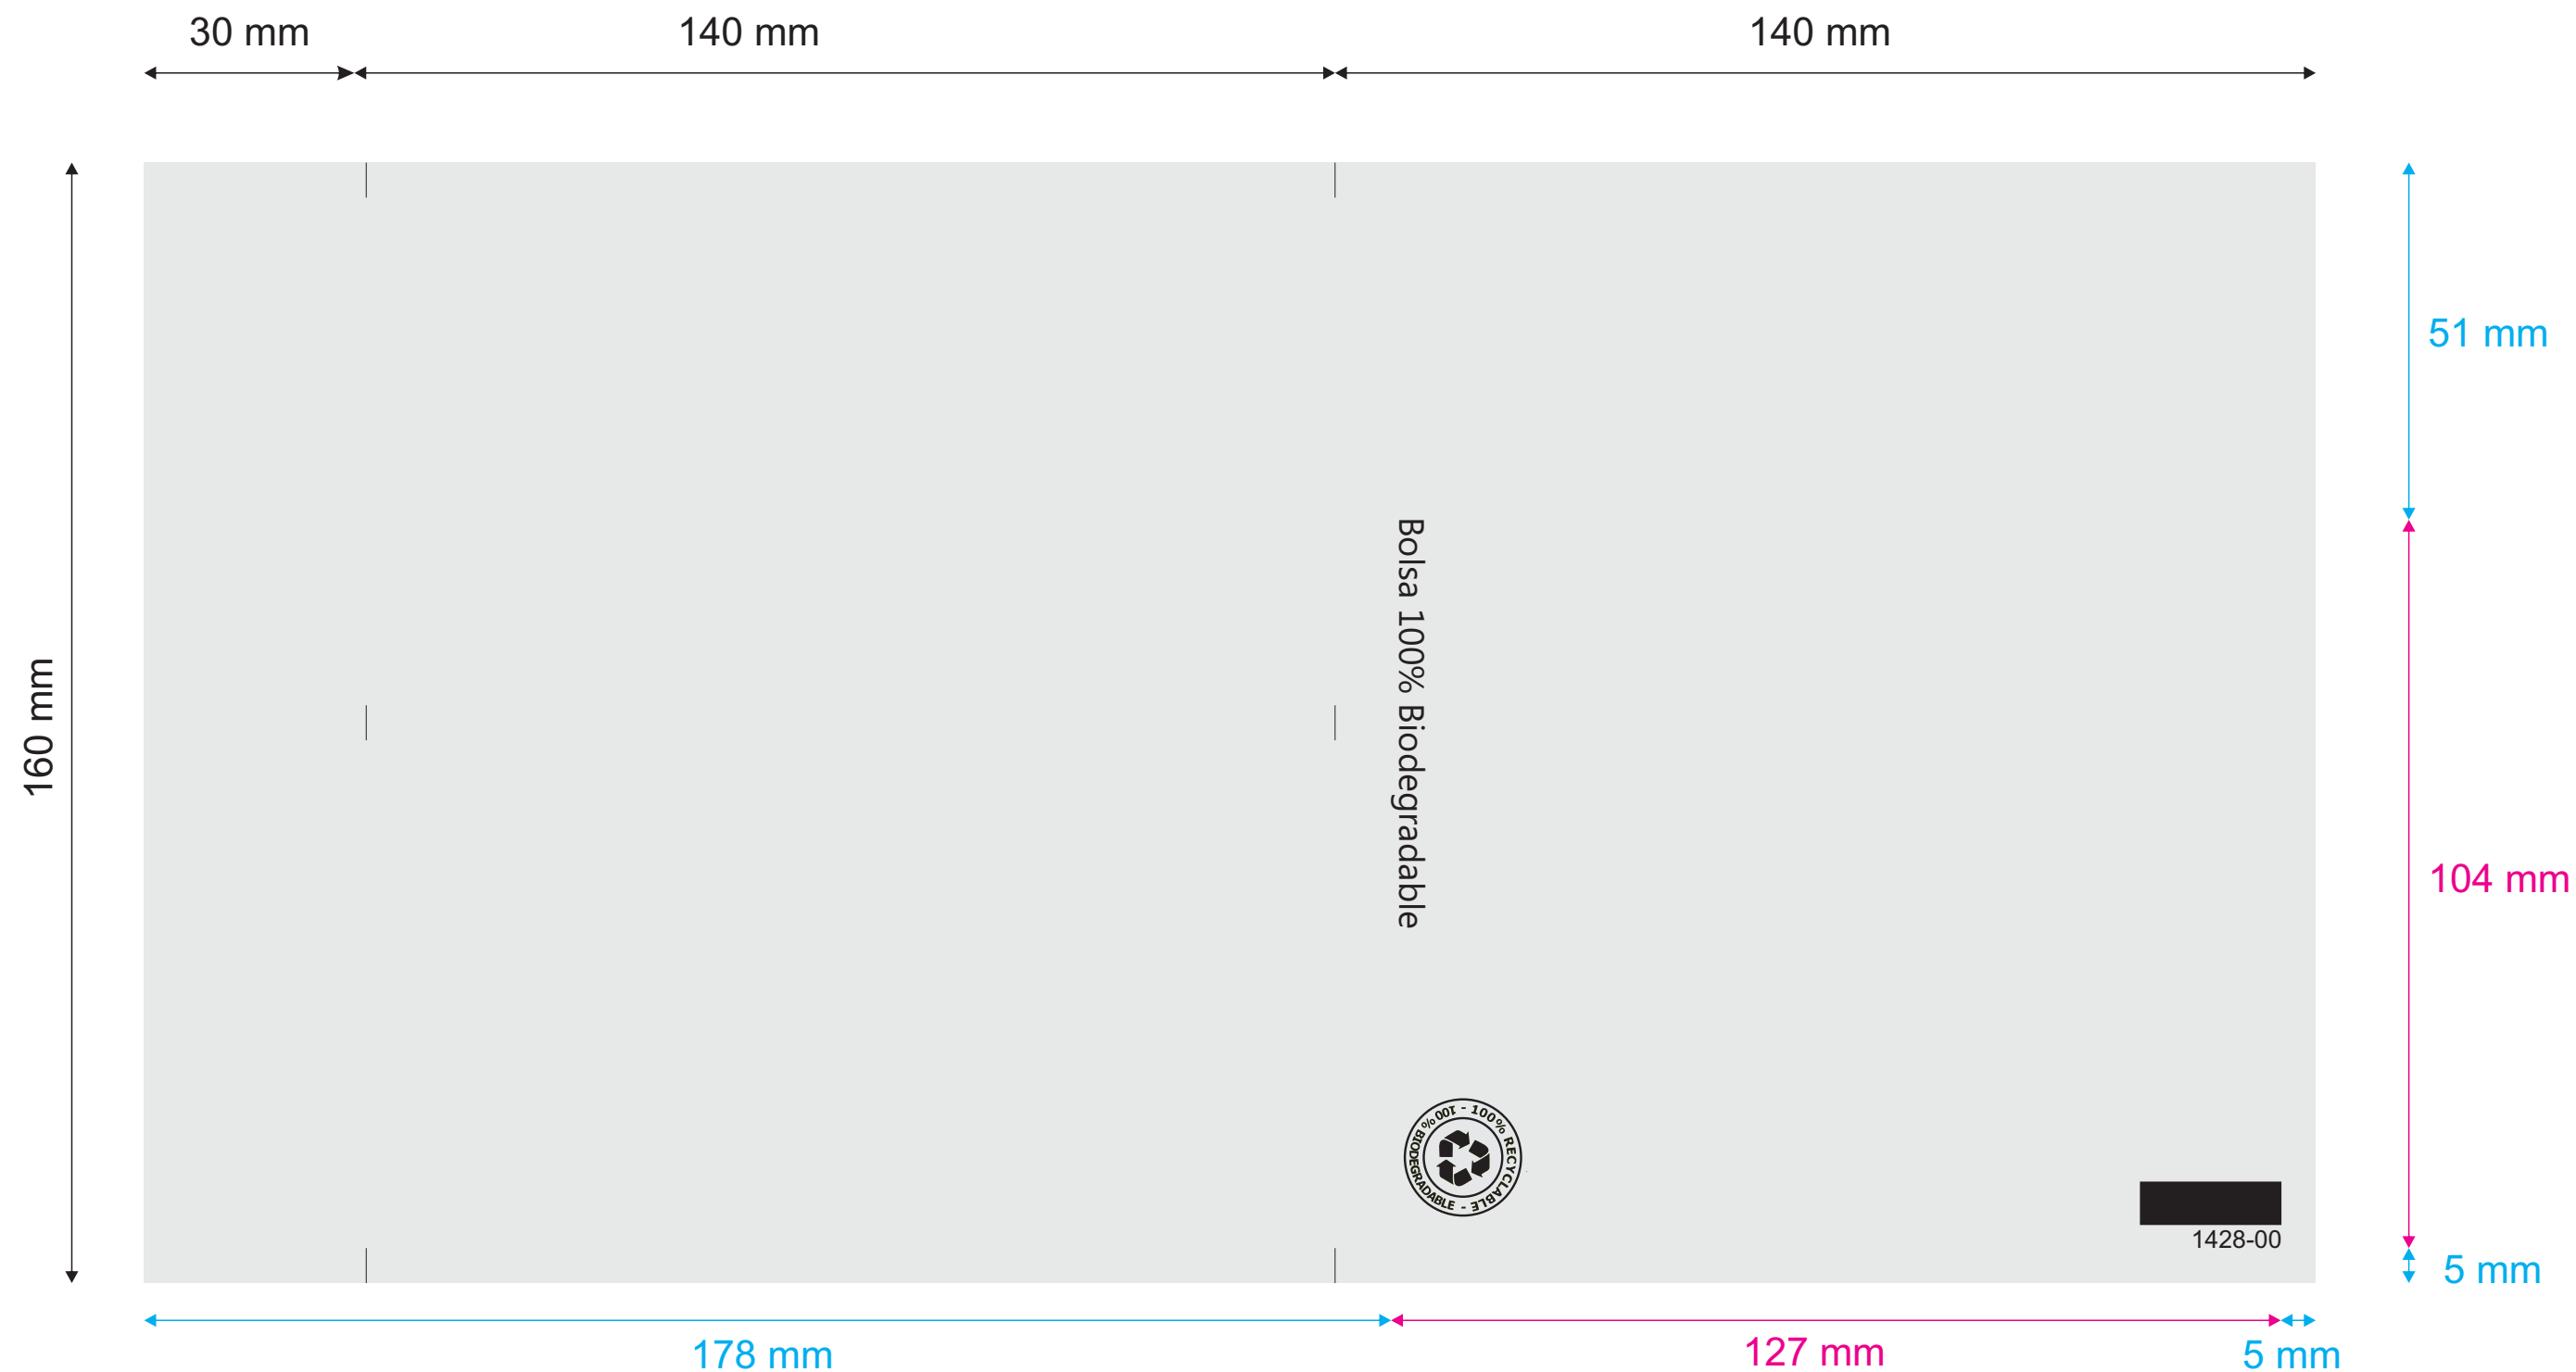 30 mm
140 mm
140 mm
160 mm
51 mm
Bolsa 100% Biodegradable
104 mm
100% RECYCLABLE - 100% BIODEGRADABLE -
1428-00
5 mm
178 mm
127 mm
5 mm